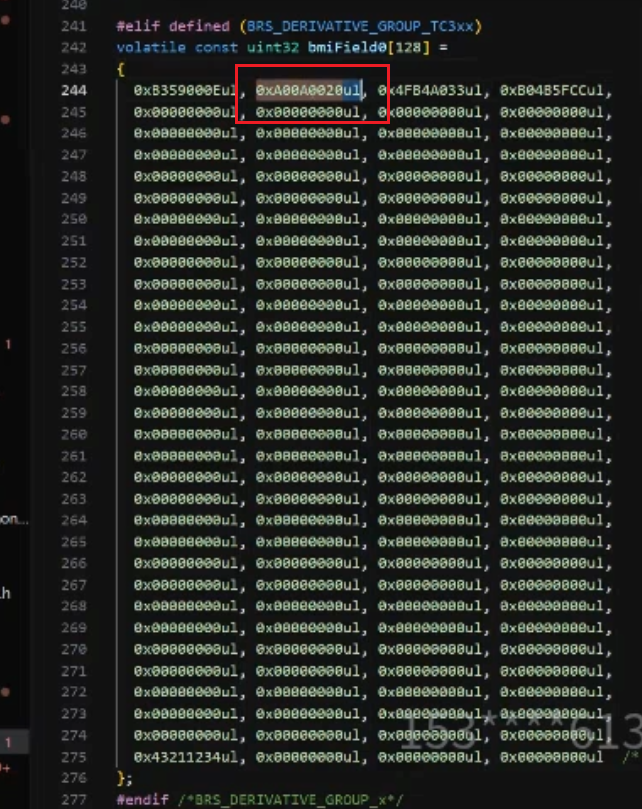 240
241 #elif defined (BRS_DERIVATIVE_GROUP_TC3xx)
242 volatile const uint32 bmiField0[128] =
243 {
244 0xB359000Eul, 0xA00A0020ul, 0x4FB4A033ul, 0xB04B5FCCul,
245 0x00000000ul, 0x00000000ul, 0x00000000ul, 0x00000000ul,
246 0x00000000ul, 0x00000000ul, 0x00000000ul, 0x00000000ul,
247 0x00000000ul, 0x00000000ul, 0x00000000ul, 0x00000000ul,
248 0x00000000ul, 0x00000000ul, 0x00000000ul, 0x00000000ul,
249 0x00000000ul, 0x00000000ul, 0x00000000ul, 0x00000000ul,
250 0x00000000ul, 0x00000000ul, 0x00000000ul, 0x00000000ul,
251 0x00000000ul, 0x00000000ul, 0x00000000ul, 0x00000000ul,
252 0x00000000ul, 0x00000000ul, 0x00000000ul, 0x00000000ul,
253 0x00000000ul, 0x00000000ul, 0x00000000ul, 0x00000000ul,
254 0x00000000ul, 0x00000000ul, 0x00000000ul, 0x00000000ul,
255 0x00000000ul, 0x00000000ul, 0x00000000ul, 0x00000000ul,
1 256 0x00000000ul, 0x00000000ul, 0x00000000ul, 0x00000000ul,
257 0x00000000ul, 0x00000000ul, 0x00000000ul, 0x00000000ul,
258 0x00000000ul, 0x00000000ul, 0x00000000ul, 0x00000000ul,
259 0x00000000ul, 0x00000000ul, 0x00000000ul, 0x00000000ul,
260 0x00000000ul, 0x00000000ul, 0x00000000ul, 0x00000000ul,
261 0x00000000ul, 0x00000000ul, 0x00000000ul, 0x00000000ul,
262 0x00000000ul, 0x00000000ul, 0x00000000ul, 0x00000000ul,
263 0x00000000ul, 0x00000000ul, 0x00000000ul, 0x00000000ul,
on... 264 0x00000000ul, 0x00000000ul, 0x00000000ul, 0x00000000ul,
265 0x00000000ul, 0x00000000ul, 0x00000000ul, 0x00000000ul,
266 0x00000000ul, 0x00000000ul, 0x00000000ul, 0x00000000ul,
.h 267 0x00000000ul, 0x00000000ul, 0x00000000ul, 0x00000000ul,
268 0x00000000ul, 0x00000000ul, 0x00000000ul, 0x00000000ul,
269 0x00000000ul, 0x00000000ul, 0x00000000ul, 0x00000000ul,
270 0x00000000ul, 0x00000000ul, 0x00000000ul, 0x00000000ul,
271 0x00000000ul, 0x00000000ul, 0x00000000ul, 0x00000000ul,
272 0x00000000ul, 0x00000000ul, 0x00000000ul, 0x00000000ul,
273 0x00000000ul, 0x00000000ul, 0x00000000ul, 0x00000000ul,
1 274 0x00000000ul, 0x00000000ul, 0x00000000ul, 0x00000000ul,
153****613
275 0x43211234ul, 0x00000000ul, 0x00000000ul, 0x00000000ul /*
276 };
277 #endif /*BRS_DERIVATIVE_GROUP_x*/